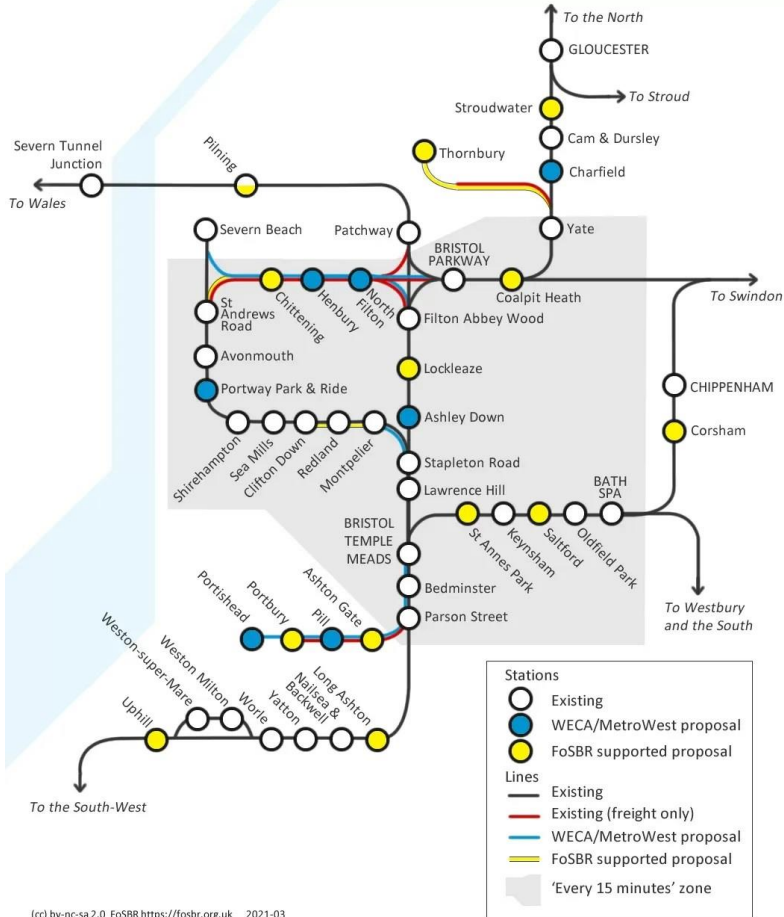 To the North
GLOUCESTER
To Stroud
Stroudwater
Cam & Dursley
Charfield
Thornbury
Yate
Severn Tunnel
Junction
To Wales
Pilning
Severn Beach
Patchway
BRISTOL
PARKWAY
Coalpit Heath
To Swindon
St
Andrews
Road
Chittening
Henbury
North
Filton
Filton Abbey Wood
Avonmouth
Portway Park & Ride
Lockleaze
Ashley Down
CHIPPENHAM
Corsham
Shirehampton
Sea Mills
Clifton Down
Redland
Montpelier
Stapleton Road
Lawrence Hill
BATH
SPA
St Annes Park
Keynsham
Saltford
Oldfield Park
BRISTOL
TEMPLE
MEADS
Bedminster
Parson Street
To Westbury
and the South
Portishead
Portbury
Pill
Ashton Gate
Uphill
Weston-super-Mare
Weston Milton
Worle
Yatton
Nailsea &
Backwell
Long Ashton
To the South-West
Stations
Existing
WECA/MetroWest proposal
FoSBR supported proposal
Lines
Existing
Existing (freight only)
WECA/MetroWest proposal
FoSBR supported proposal
'Every 15 minutes' zone
(cc) by-nc-sa 2.0 FoSBR https://fosbr.org.uk 2021-03